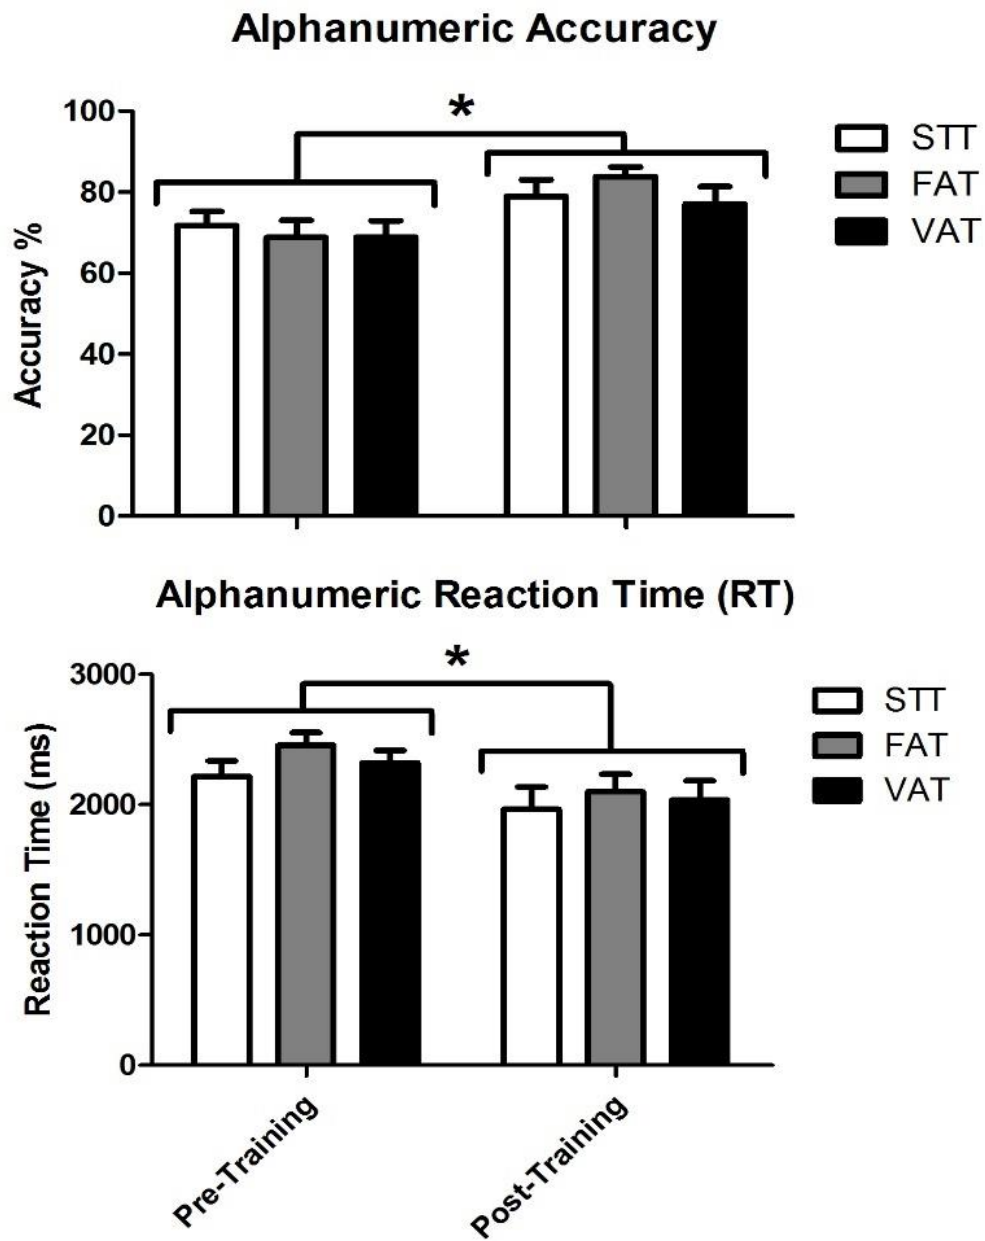 Alphanumeric Accuracy
*
100
80
60
40
20
0
Accuracy %
STT
FAT
VAT
Alphanumeric Reaction Time (RT)
*
3000
2000
1000
0
Reaction Time (ms)
STT
FAT
VAT
Pre-Training
Post-Training